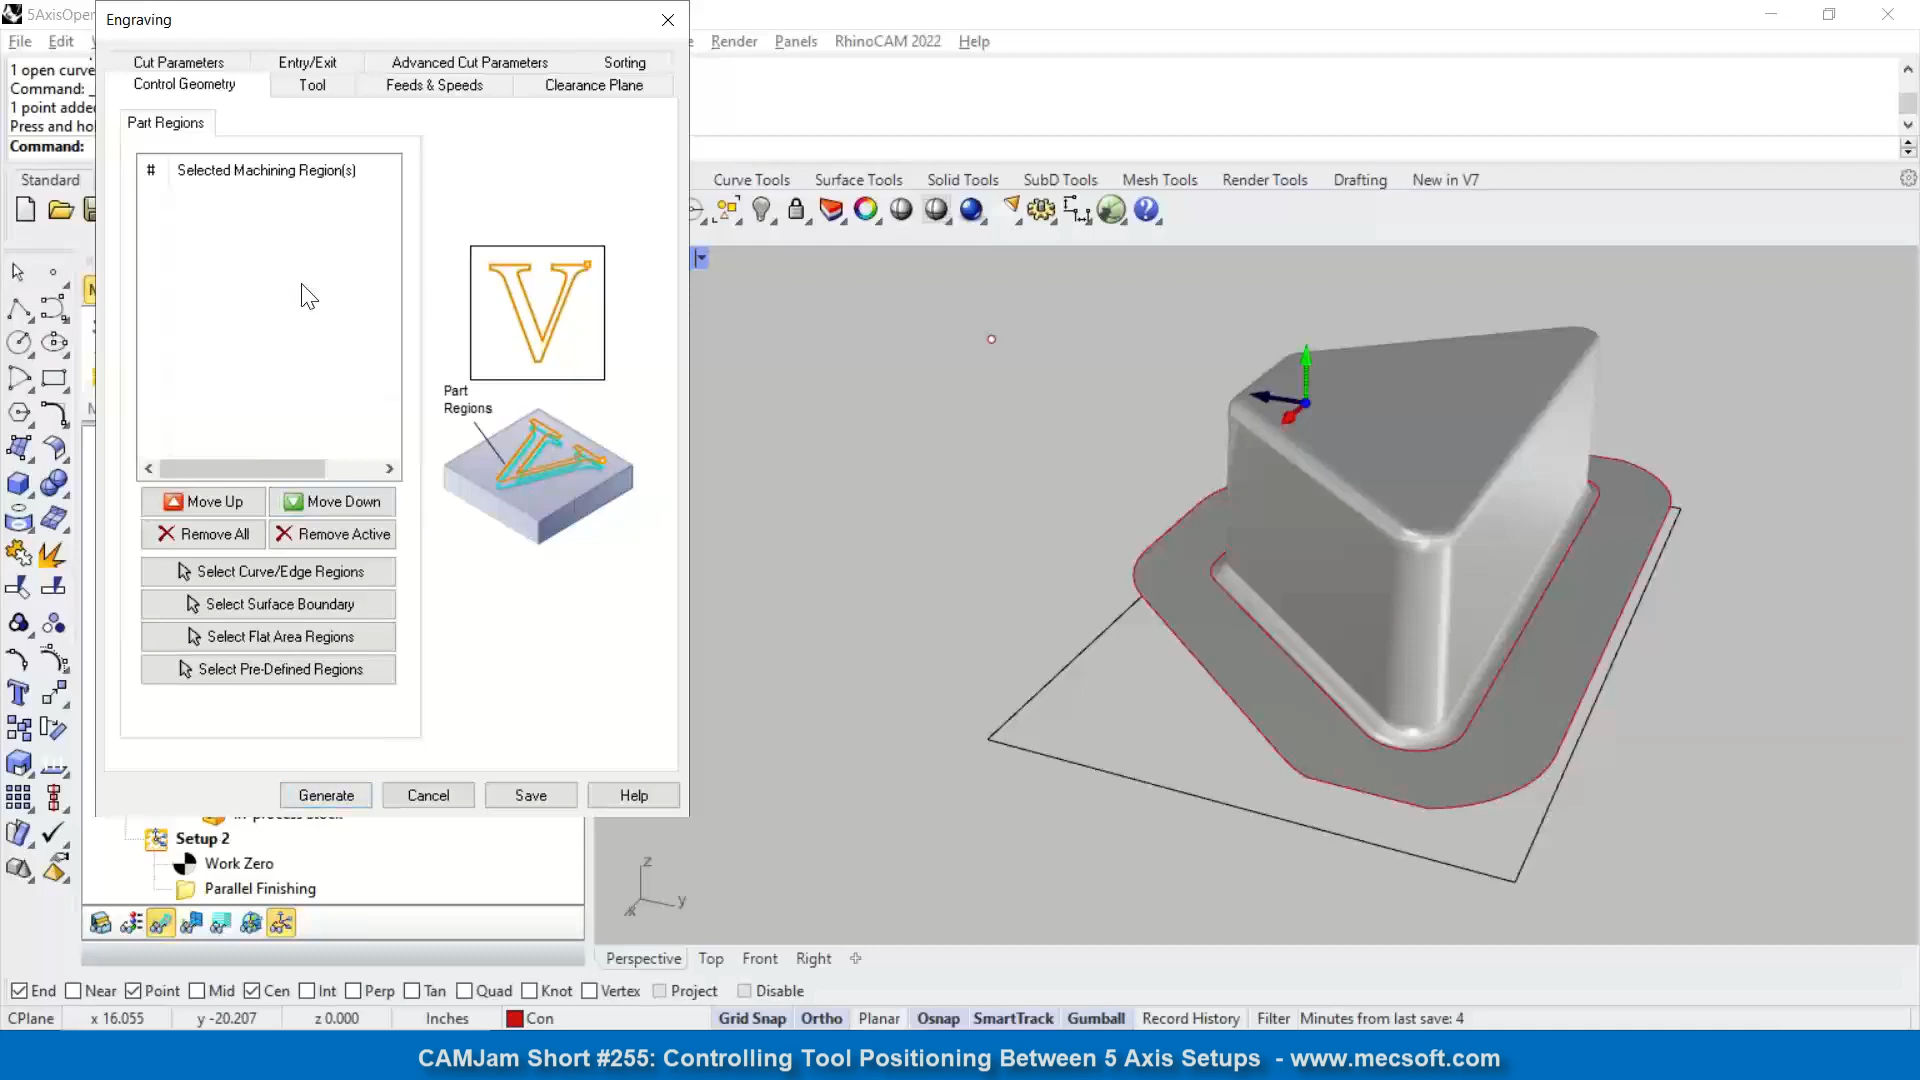 5AxisOper
Engraving
File Edit
Render Panels RhinoCAM 2022 Help
Cut Parameters Entry/Exit Advanced Cut Parameters Sorting
Control Geometry Tool Feeds & Speeds Clearance Plane
1 open curve
Command: _
1 point added
Press and hol
Command:
Part Regions
# Selected Machining Region(s)
Standard
Curve Tools Surface Tools Solid Tools SubD Tools Mesh Tools Render Tools Drafting New in V7
Part
Regions
Move Up Move Down
Remove All Remove Active
Select Curve/Edge Regions
Select Surface Boundary
Select Flat Area Regions
Select Pre-Defined Regions
Generate Cancel Save Help
Setup 2
Work Zero
Parallel Finishing
z
y
x
Perspective Top Front Right
End Near Point Mid Cen Int Perp Tan Quad Knot Vertex Project Disable
CPlane x 16.055 y -20.207 z 0.000 Inches Con Grid Snap Ortho Planar Osnap SmartTrack Gumball Record History Filter Minutes from last save: 4
CAMJam Short #255: Controlling Tool Positioning Between 5 Axis Setups - www.mecsoft.com